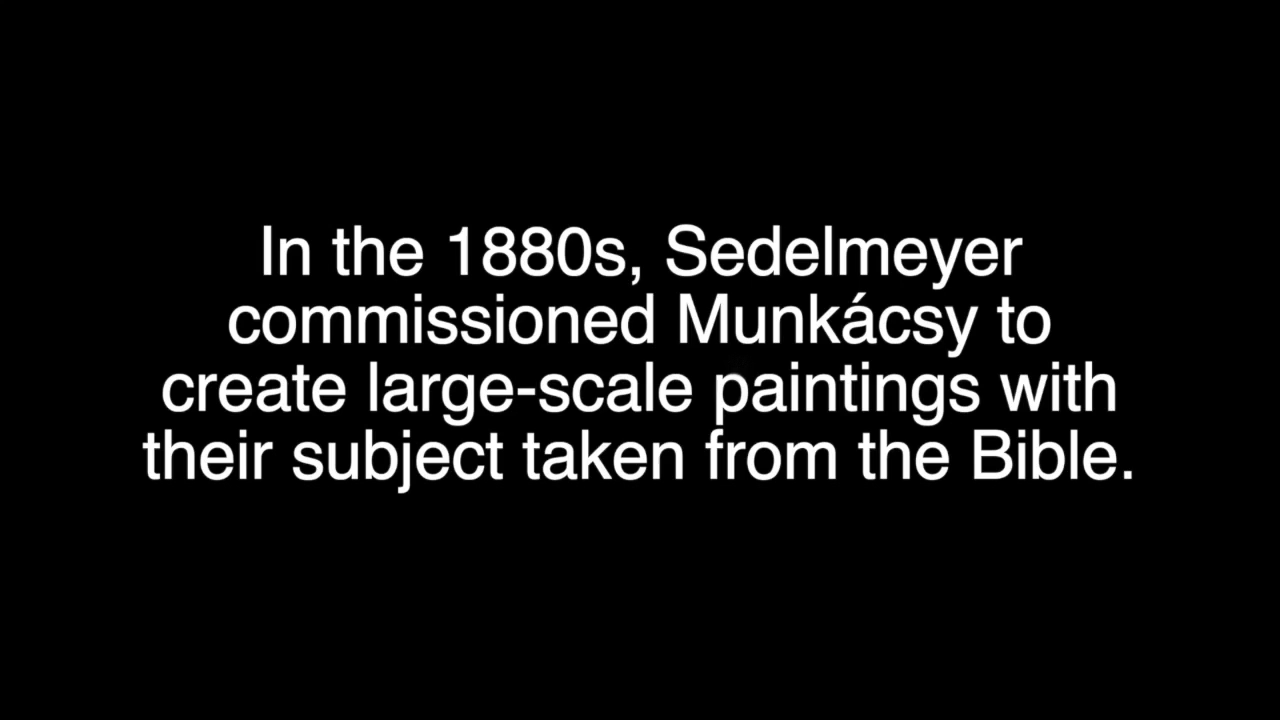 In the 1880s, Sedelmeyer
commissioned Munkácsy to
create large-scale paintings with
their subject taken from the Bible.